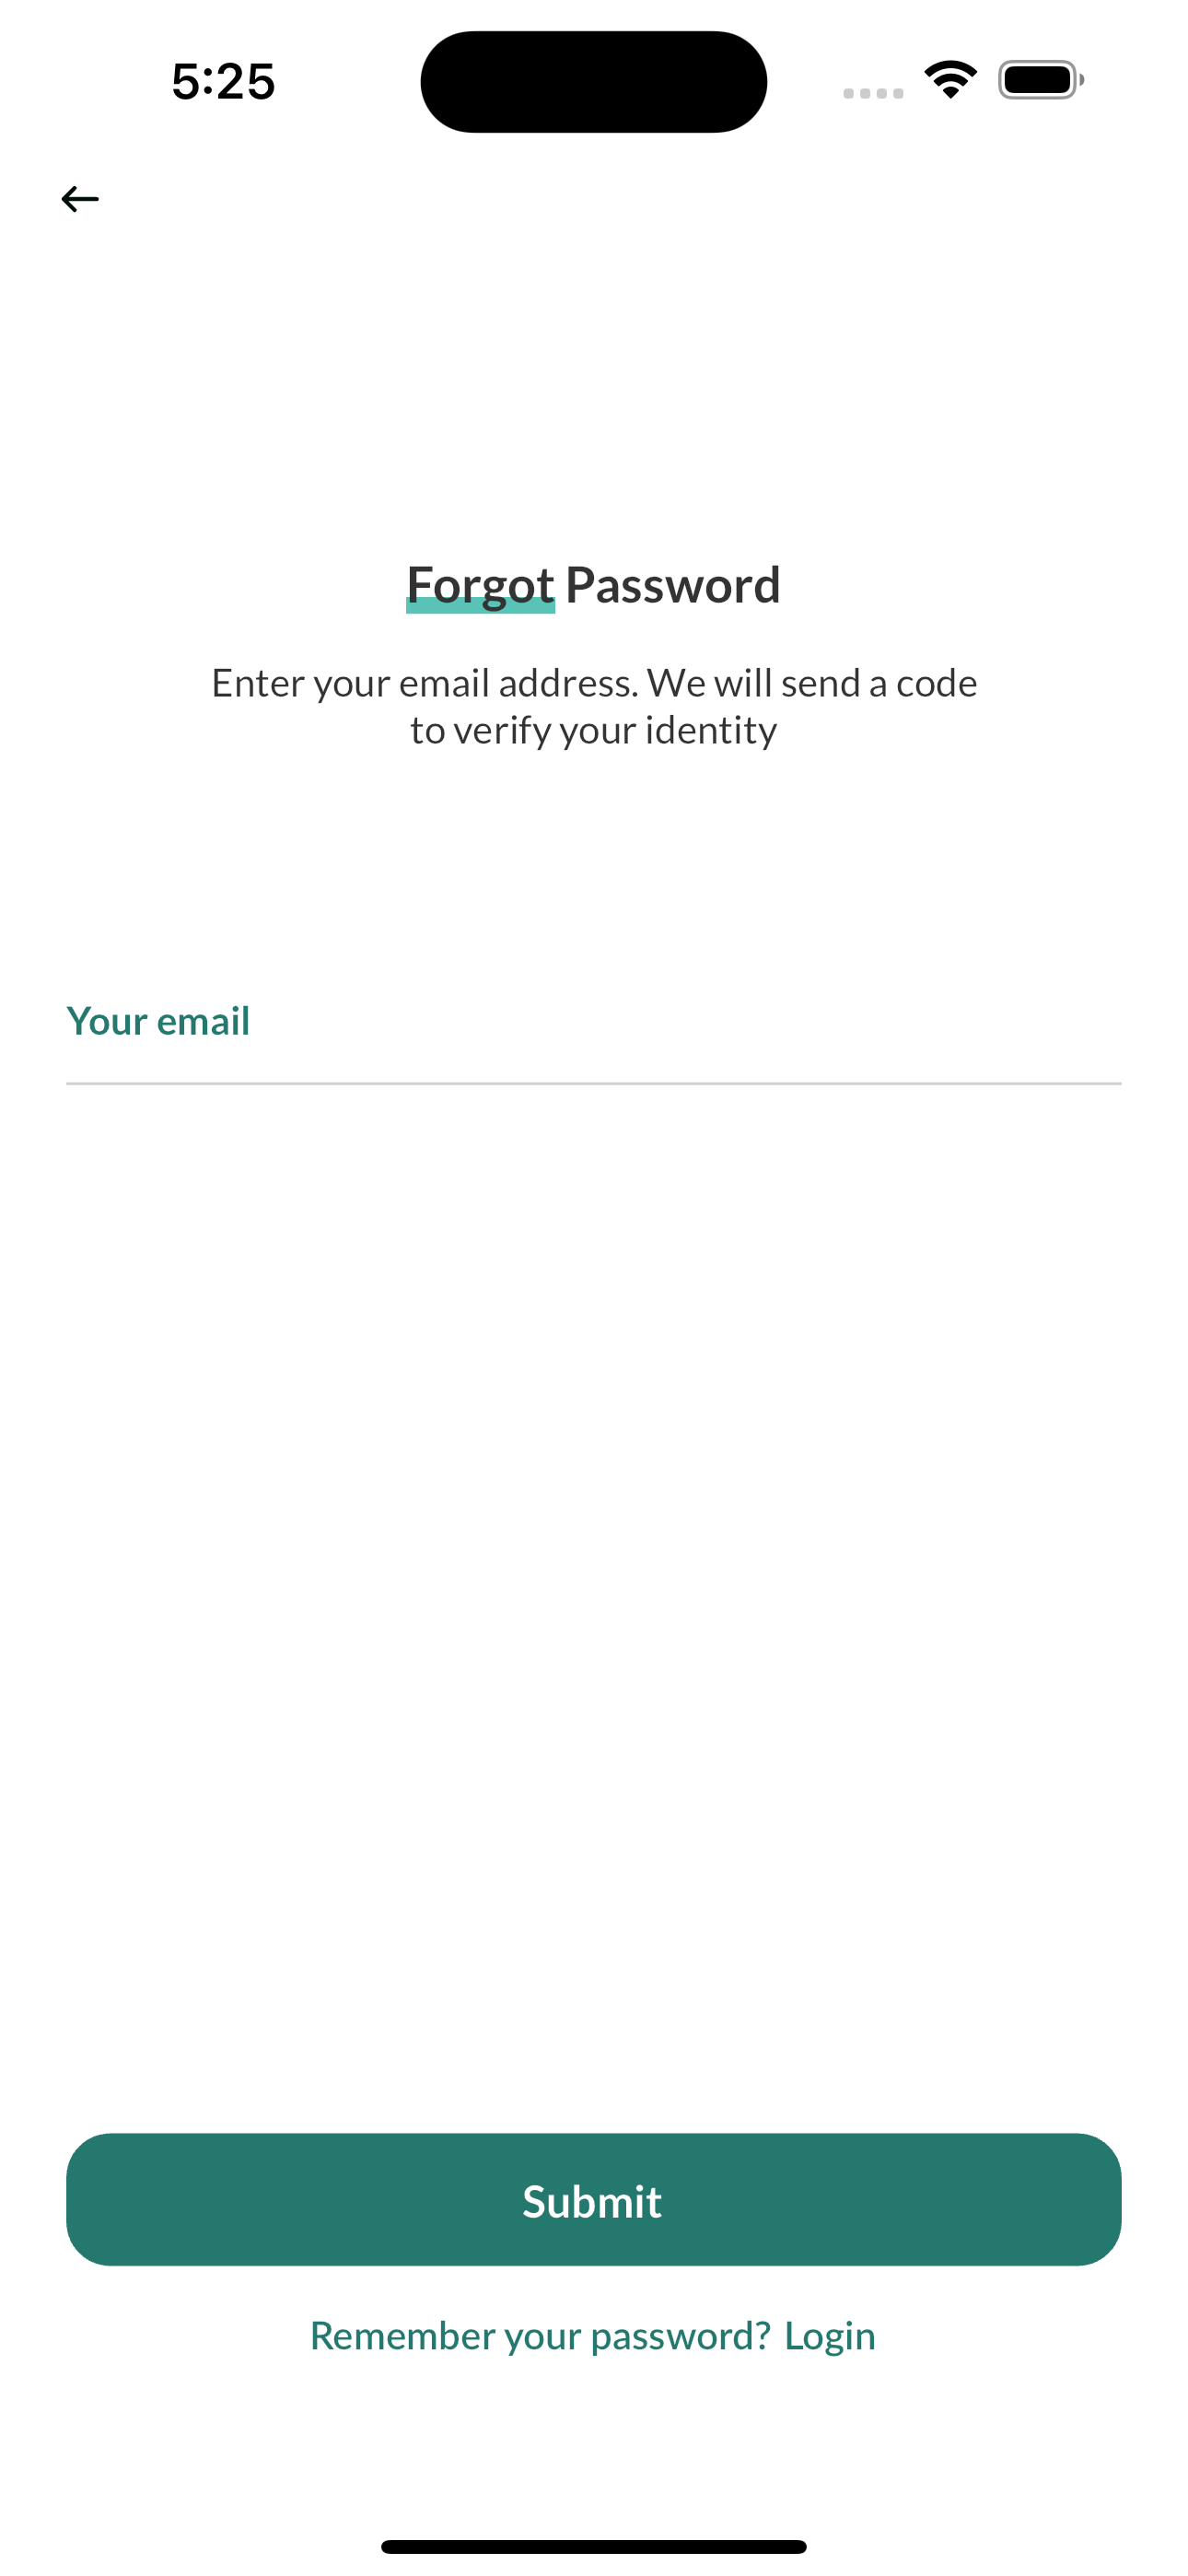 5:25
Forgot Password
Enter your email address. We will send a code
to verify your identity
Your email
Submit
Remember your password? Login